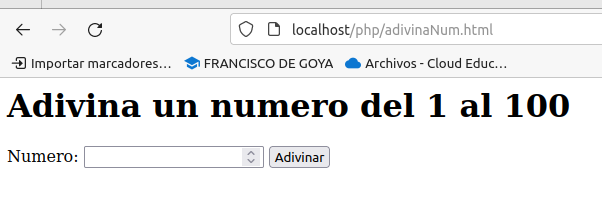 localhost/php/adivinaNum.html
Importar marcadores… FRANCISCO DE GOYA Archivos - Cloud Educ…
Adivina un numero del 1 al 100
Numero: Adivinar